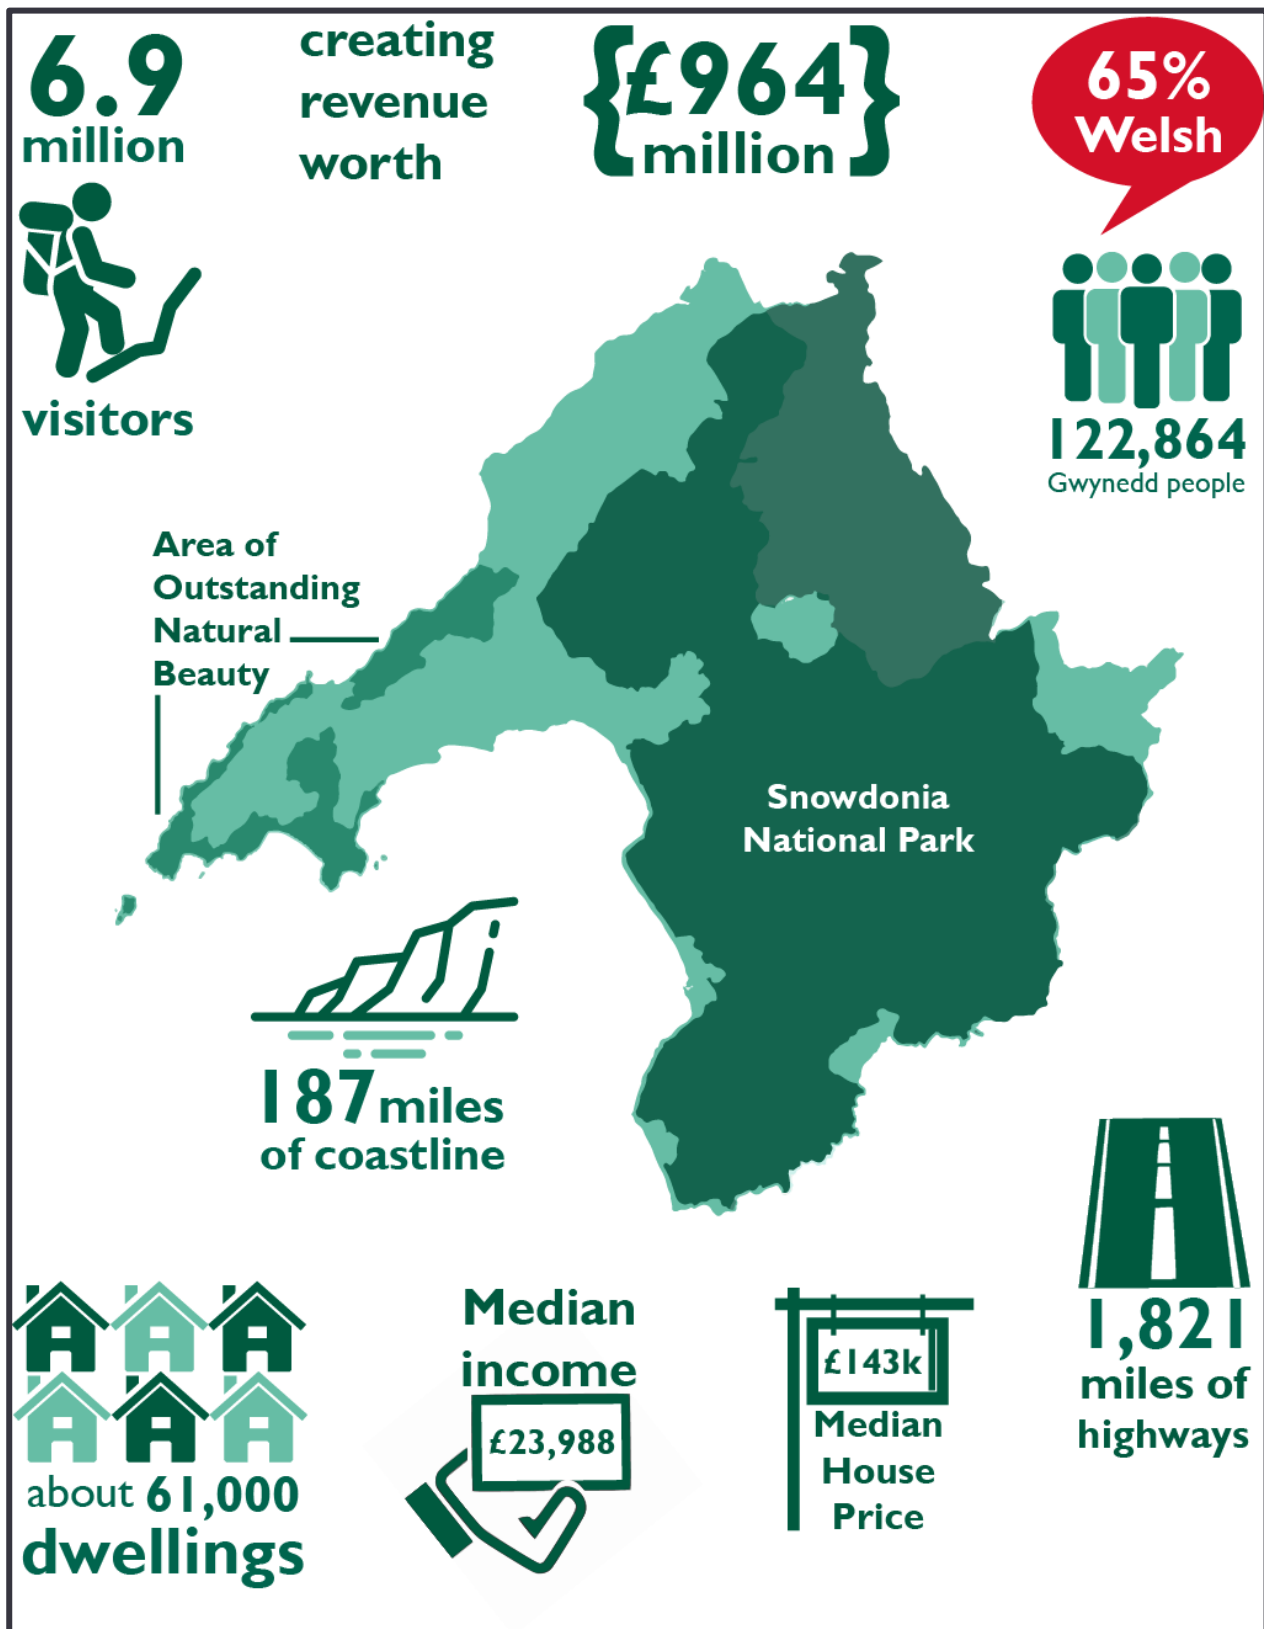 6.9
million
visitors
creating
revenue
worth
£964
million
65%
Welsh
122,864
Gwynedd people
Area of
Outstanding
Natural
Beauty
Snowdonia
National Park
187 miles
of coastline
1,821
miles of
highways
about 61,000
dwellings
Median
income
£23,988
£143k
Median
House
Price